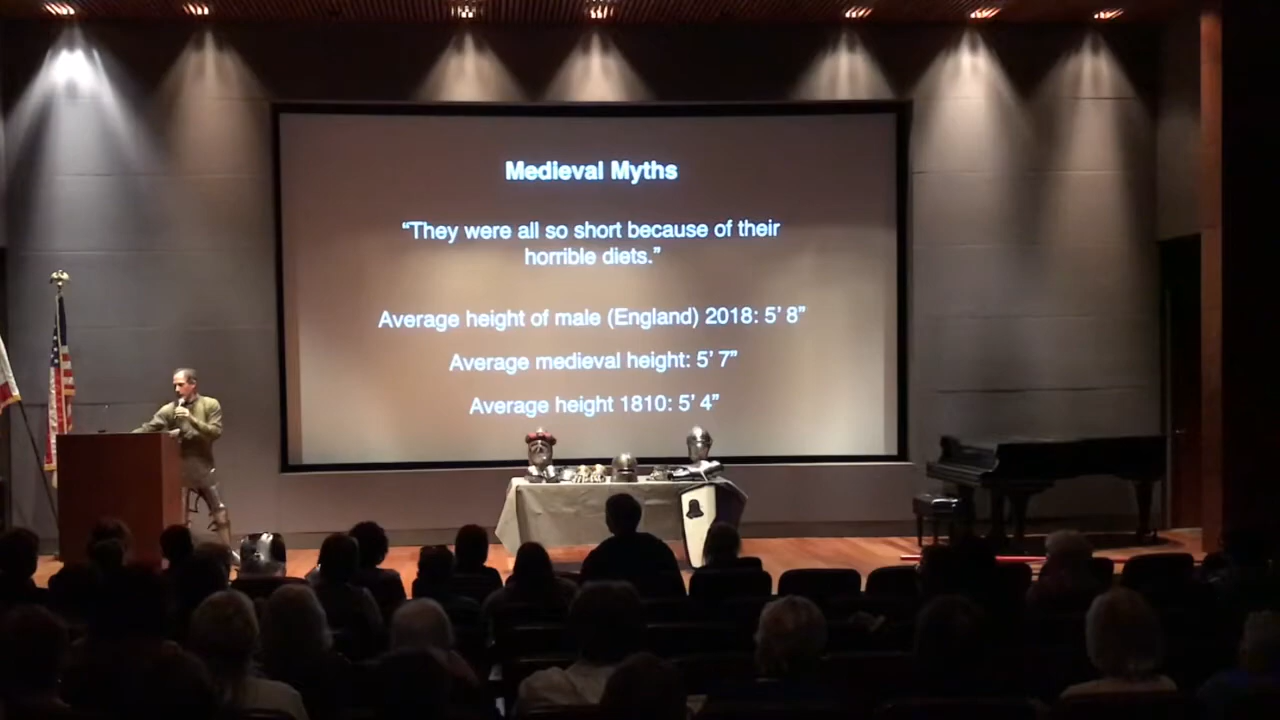 Medieval Myths
“They were all so short because of their
horrible diets.”
Average height of male (England) 2018: 5’ 8”
Average medieval height: 5’ 7”
Average height 1810: 5’ 4”